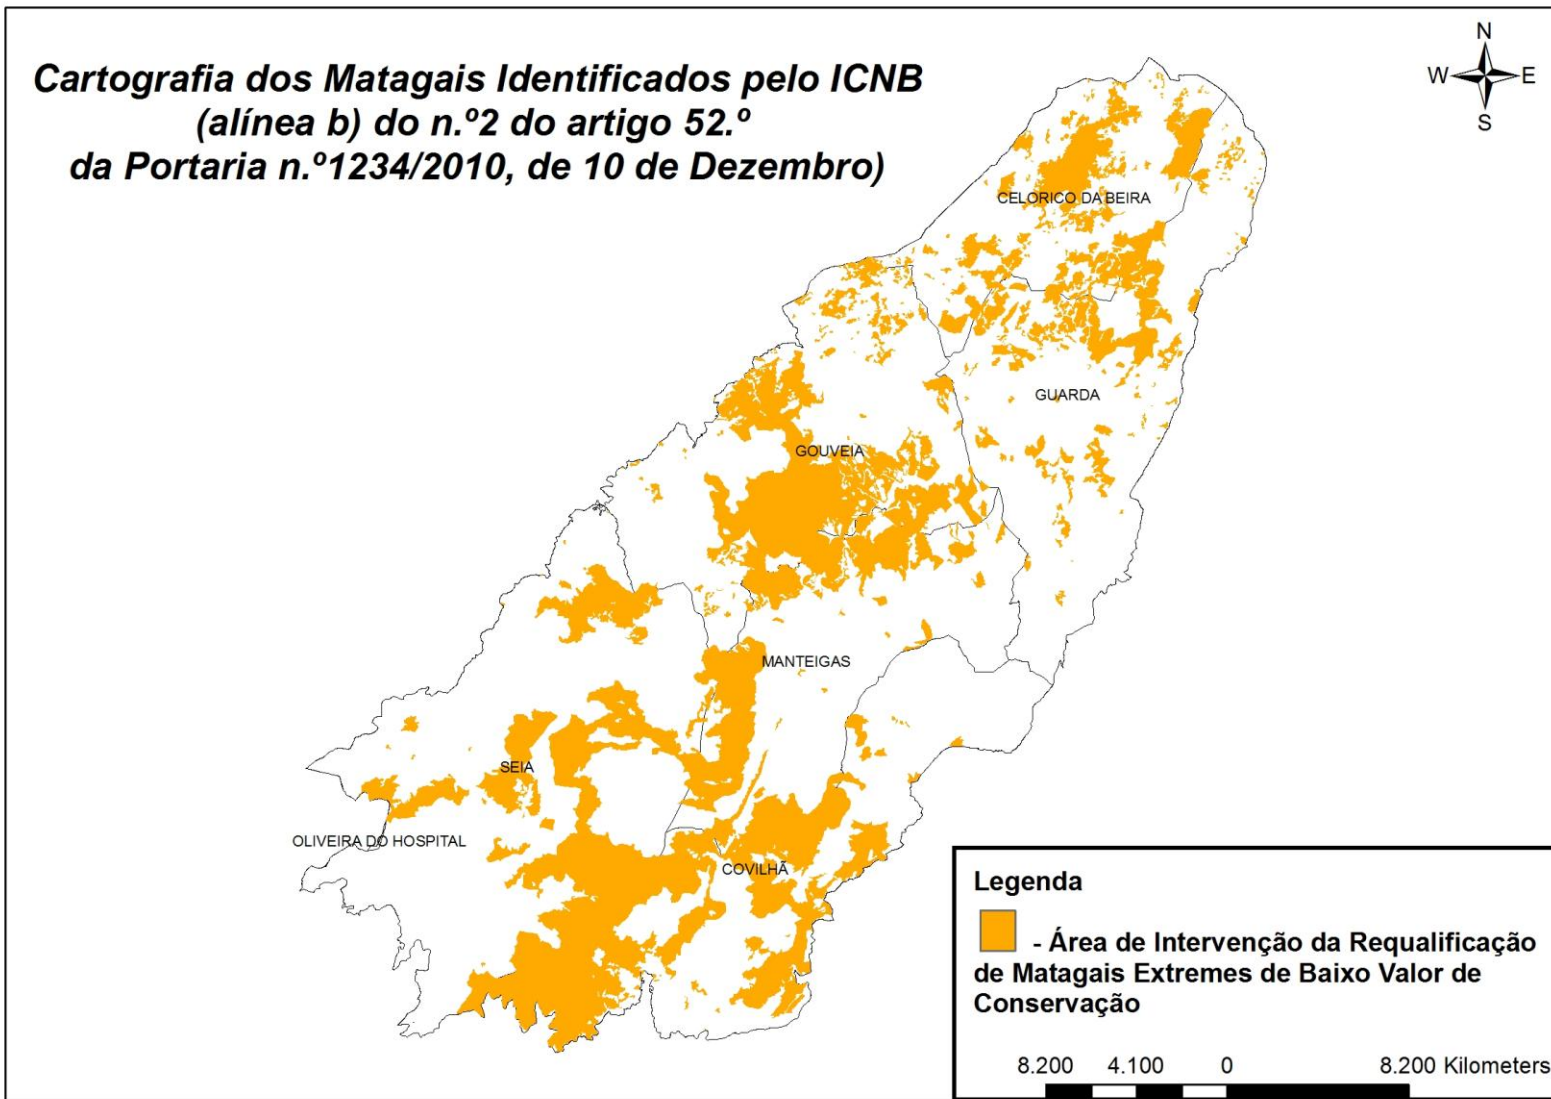 Cartografia dos Matagais Identificados pelo ICNB
(alínea b) do n.º2 do artigo 52.º
da Portaria n.º1234/2010, de 10 de Dezembro)
N
W E
S
CELORICO DA BEIRA
GUARDA
GOUVEIA
MANTEIGAS
SEIA
OLIVEIRA DO HOSPITAL
COVILHÃ
Legenda
- Área de Intervenção da Requalificação
de Matagais Extremes de Baixo Valor de
Conservação
8.200 4.100 0 8.200 Kilometers